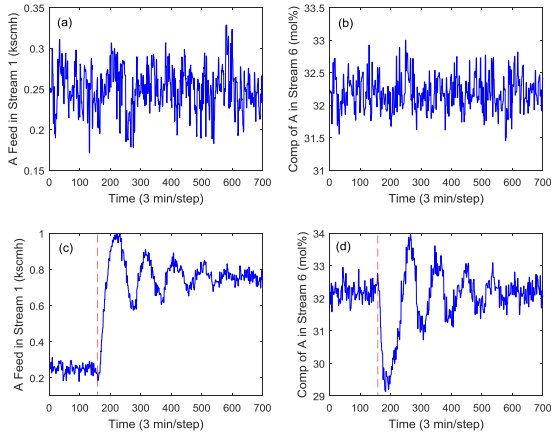 (a)
A Feed in Stream 1 (kscmh)
0.35
0.3
0.25
0.2
0.15
0 100 200 300 400 500 600 700
Time (3 min/step)
(b)
Comp of A in Stream 6 (mol%)
33.5
33
32.5
32
31.5
31
0 100 200 300 400 500 600 700
Time (3 min/step)
(c)
A Feed in Stream 1 (kscmh)
1
0.8
0.6
0.4
0.2
0 100 200 300 400 500 600 700
Time (3 min/step)
(d)
Comp of A in Stream 6 (mol%)
34
33
32
31
30
29
0 100 200 300 400 500 600 700
Time (3 min/step)